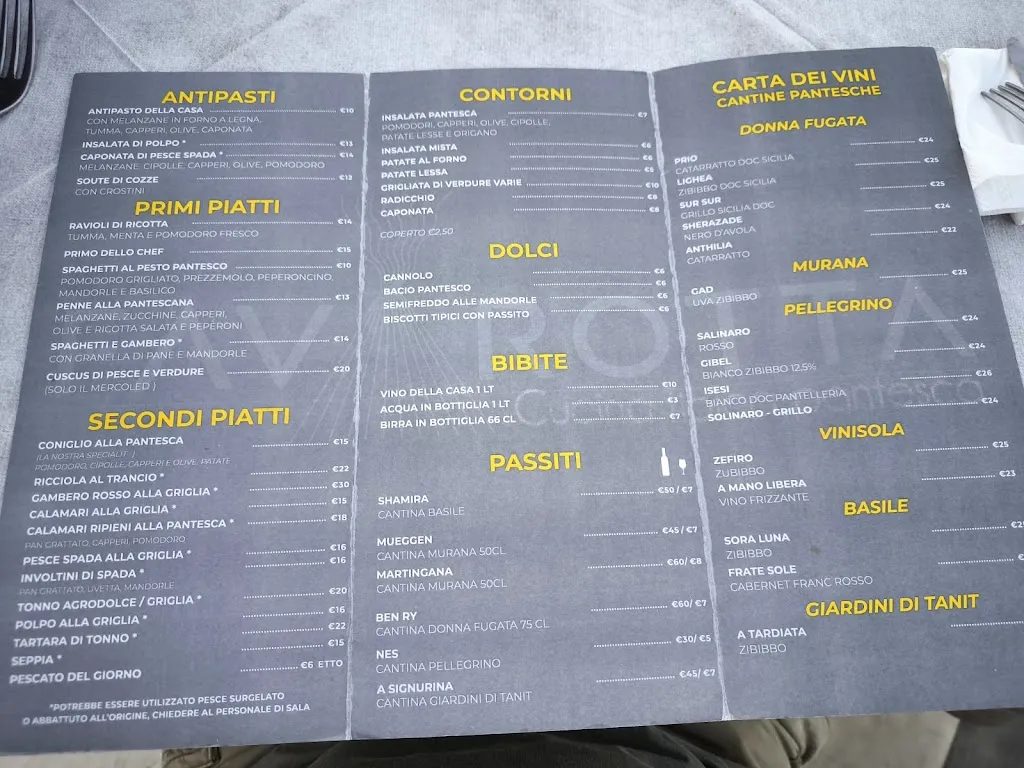 ANTIPASTI
ANTIPASTO DELLA CASA €10
CON MELANZANE IN FORNO A LEGNA,
TUMMA, CAPPERI, OLIVE, CAPONATA
INSALATA DI POLPO * €13
CAPONATA DI PESCE SPADA * €14
MELANZANE, CIPOLLE, CAPPERI, OLIVE, POMODORO
SOUTE DI COZZE €13
CON CROSTINI
PRIMI PIATTI
RAVIOLI DI RICOTTA €14
TUMMA, MENTA E POMODORO FRESCO
PRIMO DELLO CHEF €15
SPAGHETTI AL PESTO PANTESCO €10
POMODORO GRIGLIATO, PREZZEMOLO, PEPERONCINO,
MANDORLE E BASILICO
PENNE ALLA PANTESCANA €13
MELANZANE, ZUCCHINE, CAPPERI,
OLIVE E RICOTTA SALATA E PEPERONI
SPAGHETTI E GAMBERO * €14
CON GRANELLA DI PANE E MANDORLE
CUSCUS DI PESCE E VERDURE €20
(SOLO IL MERCOLED )
SECONDI PIATTI
CONIGLIO ALLA PANTESCA €15
(LA NOSTRA SPECIALIT )
POMODORO, CIPOLLE, CAPPERI E OLIVE, PATATE
RICCIOLA AL TRANCIO * €22
GAMBERO ROSSO ALLA GRIGLIA * €30
CALAMARI ALLA GRIGLIA * €15
CALAMARI RIPIENI ALLA PANTESCA * €18
PAN GRATTATO, CAPPERI, POMODORO
PESCE SPADA ALLA GRIGLIA * €16
INVOLTINI DI SPADA * €16
PAN GRATTATO, UVETTA, MANDORLE
TONNO AGRODOLCE / GRIGLIA * €20
POLPO ALLA GRIGLIA * €16
TARTARA DI TONNO * €22
SEPPIA * €15
PESCATO DEL GIORNO €6 ETTO
*POTREBBE ESSERE UTILIZZATO PESCE SURGELATO
O ABBATTUTO ALL'ORIGINE, CHIEDERE AL PERSONALE DI SALA
CONTORNI
INSALATA PANTESCA €7
POMODORI, CAPPERI, OLIVE, CIPOLLE,
PATATE LESSE E ORIGANO
INSALATA MISTA €6
PATATE AL FORNO €6
PATATE LESSA €5
GRIGLIATA DI VERDURE VARIE €10
RADICCHIO €8
CAPONATA €8
COPERTO €2,50
DOLCI
CANNOLO €6
BACIO PANTESCO €6
SEMIFREDDO ALLE MANDORLE €6
BISCOTTI TIPICI CON PASSITO €6
BIBITE
VINO DELLA CASA 1 LT €10
ACQUA IN BOTTIGLIA 1 LT €3
BIRRA IN BOTTIGLIA 66 CL €7
PASSITI
SHAMIRA €50 / €7
CANTINA BASILE
MUEGGEN €45 / €7
CANTINA MURANA 50CL
MARTINGANA €60/ €8
CANTINA MURANA 50CL
BEN RY €60/ €7
CANTINA DONNA FUGATA 75 CL
NES €30/ €5
CANTINA PELLEGRINO
A SIGNURINA €45/ €7
CANTINA GIARDINI DI TANIT
CARTA DEI VINI
CANTINE PANTESCHE
DONNA FUGATA
PRIO €24
CATARRATTO DOC SICILIA
LIGHEA €25
ZIBIBBO DOC SICILIA
SUR SUR €25
GRILLO SICILIA DOC
SHERAZADE €24
NERO D'AVOLA
ANTHILIA €22
CATARRATTO
MURANA
GAD €25
UVA ZIBIBBO
PELLEGRINO
SALINARO €24
ROSSO
GIBEL €24
BIANCO ZIBIBBO 12,5%
ISESI €26
BIANCO DOC PANTELLERIA
SOLINARO - GRILLO €24
VINISOLA
ZEFIRO €25
ZUBIBBO
A MANO LIBERA €23
VINO FRIZZANTE
BASILE
SORA LUNA
ZIBIBBO
FRATE SOLE
CABERNET FRANC ROSSO
GIARDINI DI TANIT
A TARDIATA
ZIBIBBO